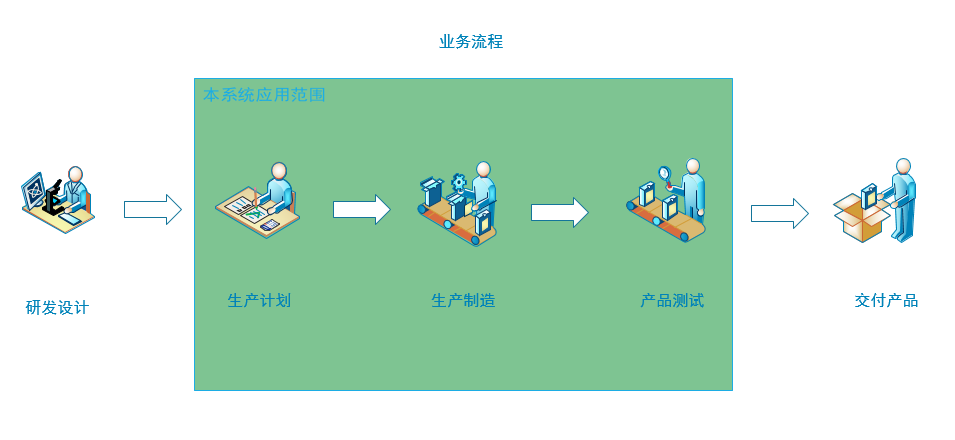 业务流程
本系统应用范围
研发设计
生产计划
生产制造
产品测试
交付产品